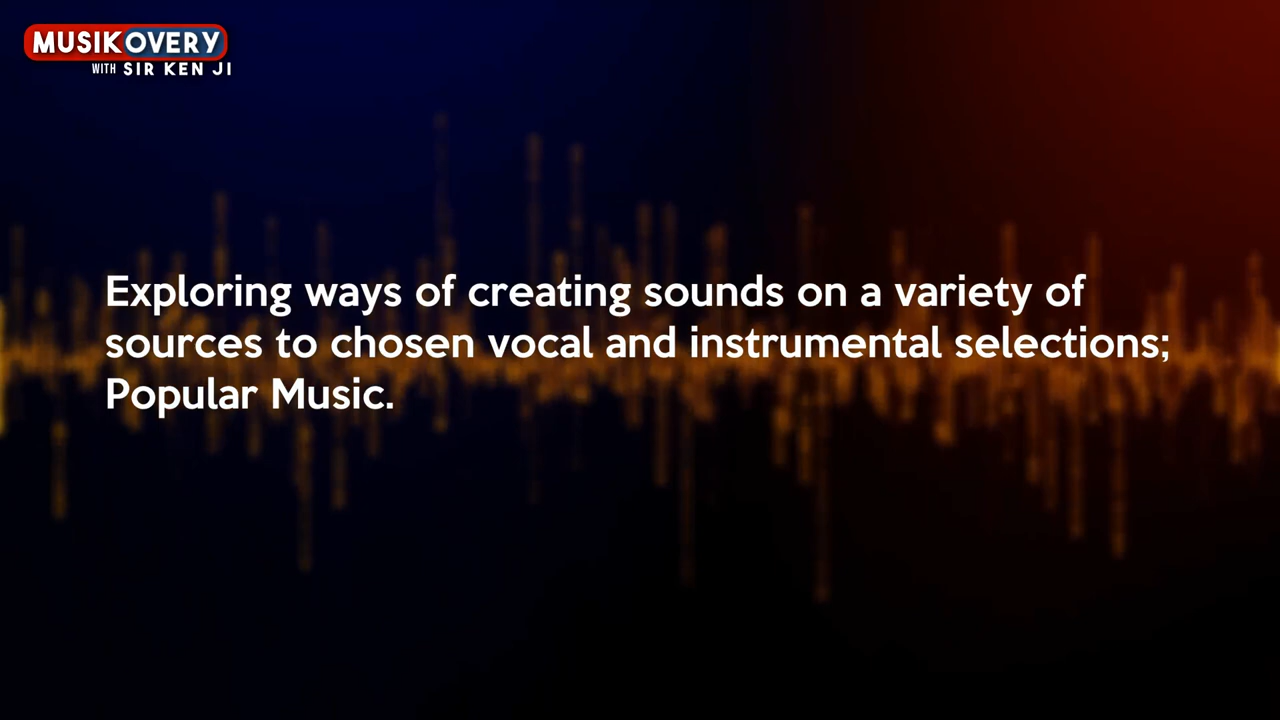 MUSIKOVERY
WITH SIR KEN JI
Exploring ways of creating sounds on a variety of
sources to chosen vocal and instrumental selections;
Popular Music.